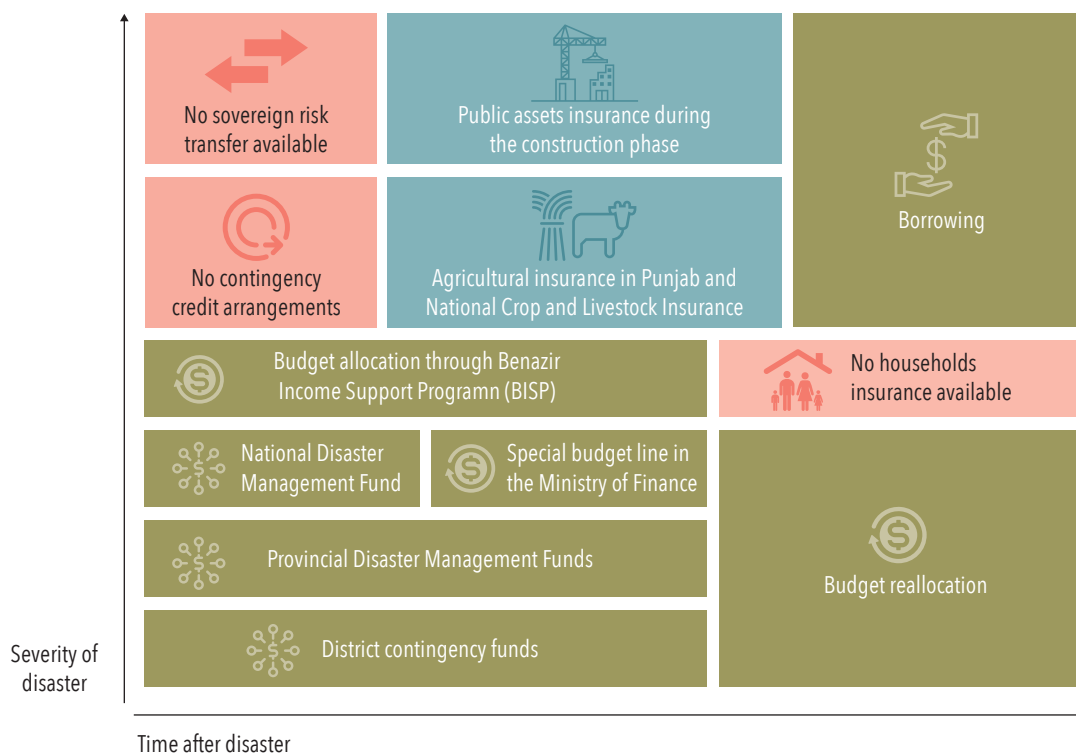 No sovereign risk
transfer available
Public assets insurance during
the construction phase
Borrowing
No contingency
credit arrangements
Agricultural insurance in Punjab and
National Crop and Livestock Insurance
Budget allocation through Benazir
Income Support Programn (BISP)
No households
insurance available
National Disaster
Management Fund
Special budget line in
the Ministry of Finance
Provincial Disaster Management Funds
Budget reallocation
District contingency funds
Severity of
disaster
Time after disaster